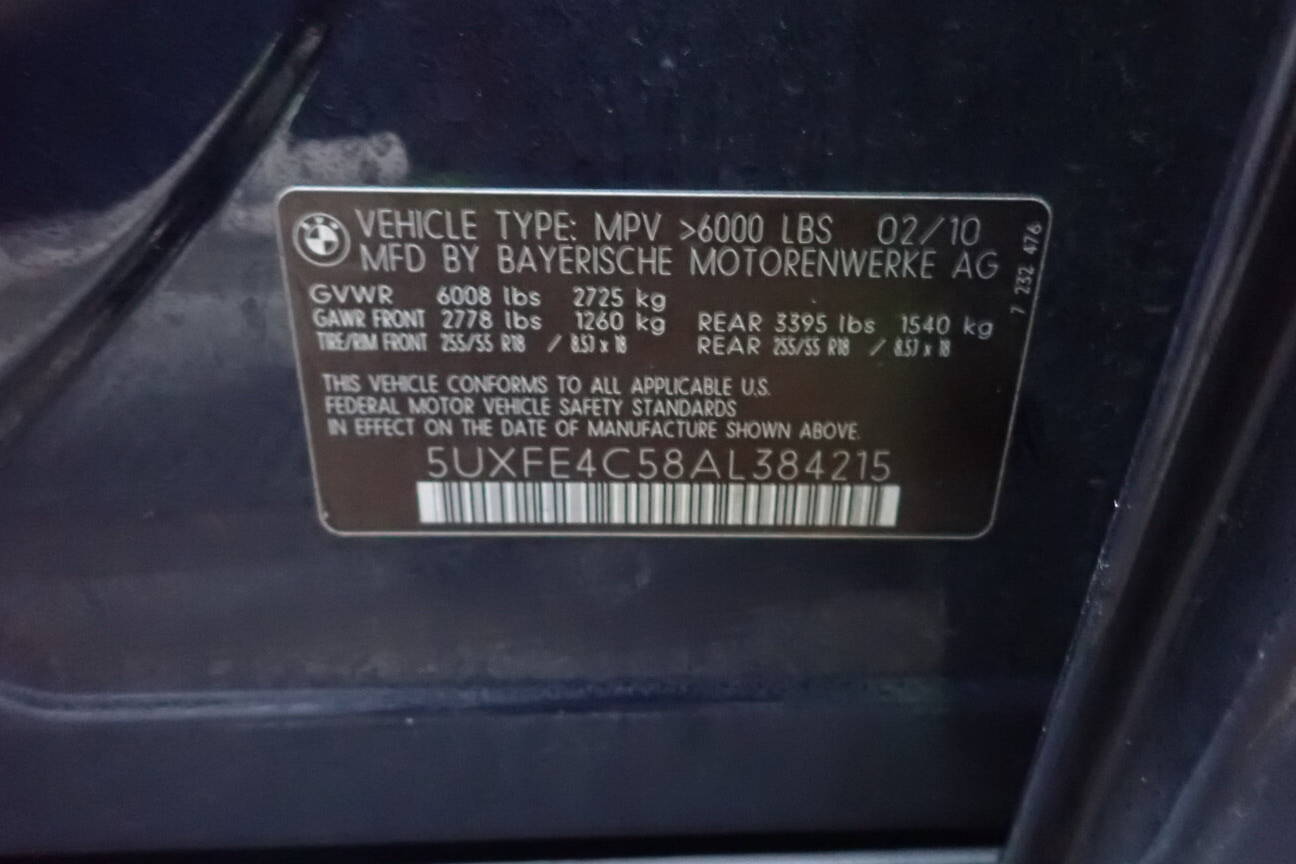 VEHICLE TYPE: MPV >6000 LBS 02/10
MFD BY BAYERISCHE MOTORENWERKE AG
GVWR 6008 lbs 2725 kg
GAWR FRONT 2778 lbs 1260 kg REAR 3395 lbs 1540 kg
TIRE/RIM FRONT 255/55 R18 / 8.5J x 18 REAR 255/55 R18 / 8.5J x 18
THIS VEHICLE CONFORMS TO ALL APPLICABLE U.S.
FEDERAL MOTOR VEHICLE SAFETY STANDARDS
IN EFFECT ON THE DATE OF MANUFACTURE SHOWN ABOVE.
5UXFE4C58AL384215
7 232 476